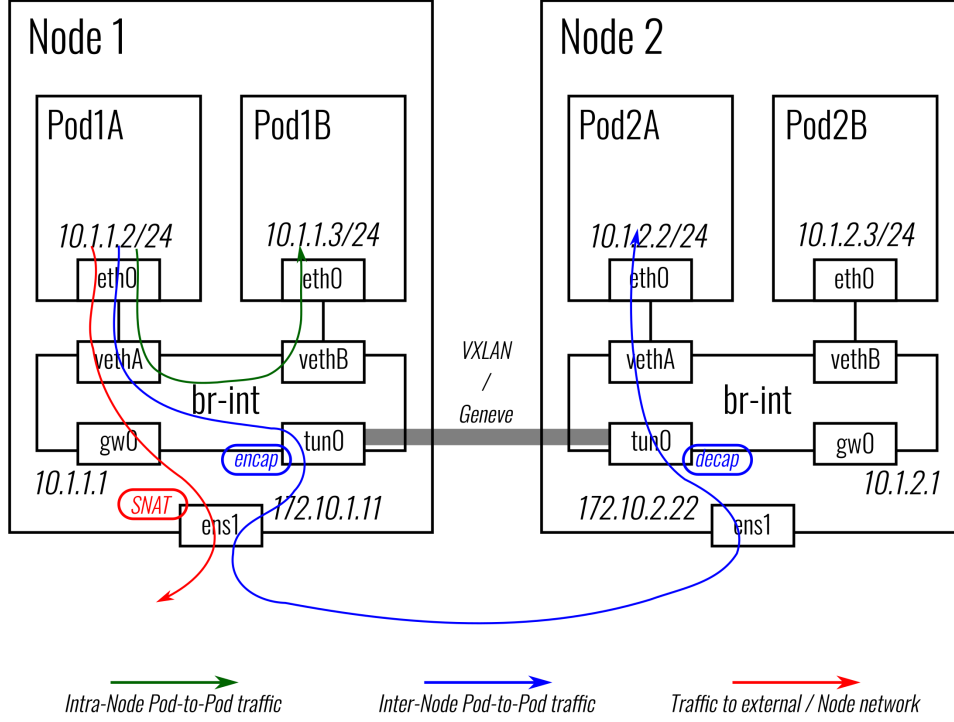 Node 1
Node 2
Pod1A
Pod1B
Pod2A
Pod2B
10.1.1.2/24
10.1.1.3/24
10.1.2.2/24
10.1.2.3/24
eth0
eth0
eth0
eth0
vethA
vethB
VXLAN
/
Geneve
vethA
vethB
br-int
br-int
gw0
encap
tun0
tun0
decap
gw0
10.1.1.1
10.1.2.1
SNAT
172.10.1.11
172.10.2.22
ens1
ens1
Intra-Node Pod-to-Pod traffic
Inter-Node Pod-to-Pod traffic
Traffic to external / Node network